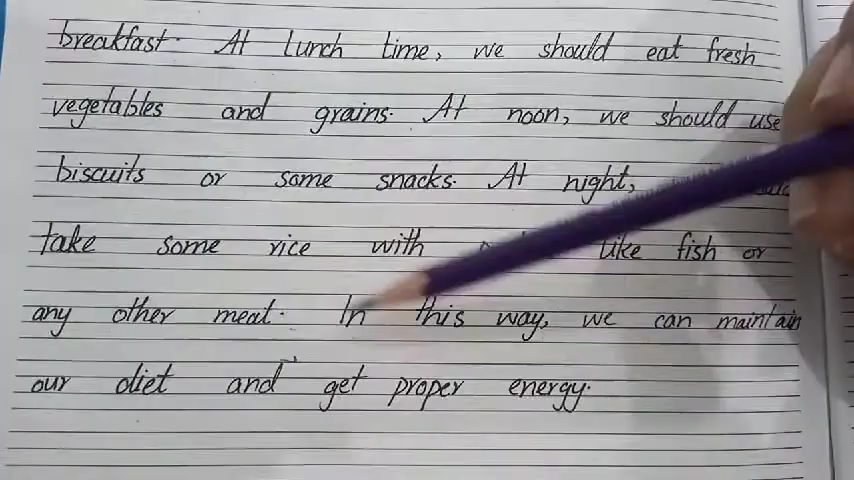 breakfast. At lunch time, we should eat fresh
vegetables and grains. At noon, we should use
biscuits or some snacks. At night,
take some rice with like fish or
any other meat. In this way, we can maintain
our diet and get proper energy.